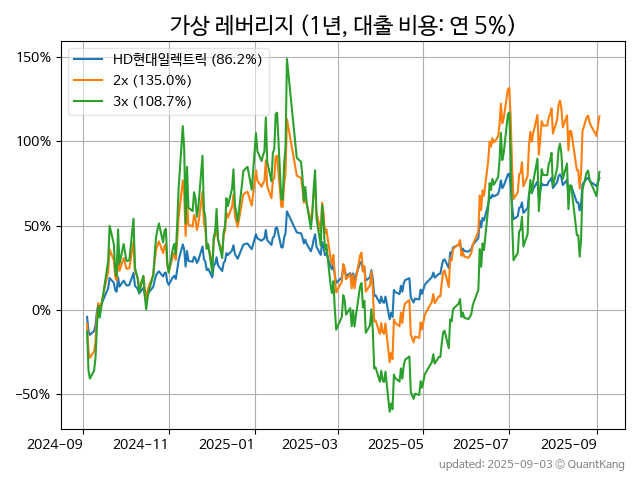 가상 레버리지 (1년, 대출 비용: 연 5%)
HD현대일렉트릭 (86.2%)
2x (135.0%)
3x (108.7%)
150%
100%
50%
0%
−50%
2024-09
2024-11
2025-01
2025-03
2025-05
2025-07
2025-09
updated: 2025-09-03 © QuantKang